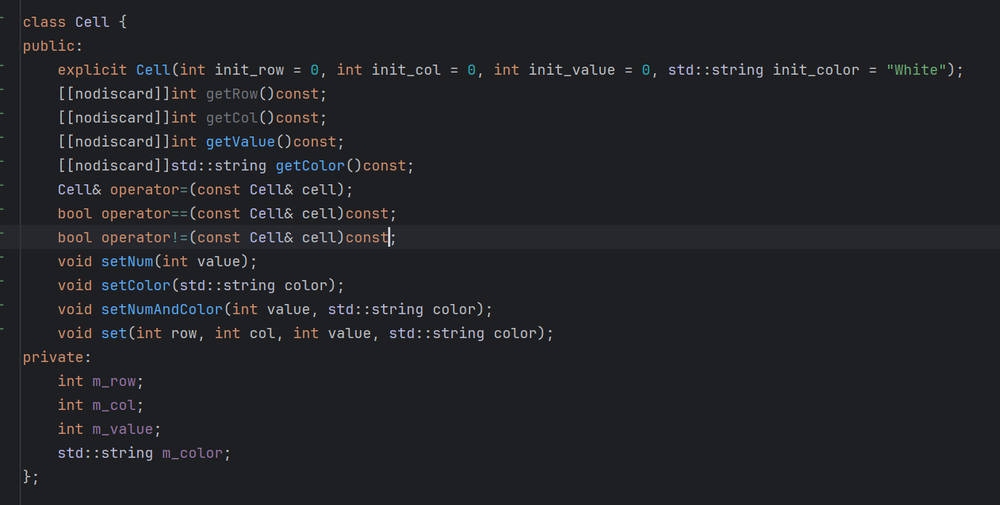 class Cell {
public:
    explicit Cell(int init_row = 0, int init_col = 0, int init_value = 0, std::string init_color = "White");
    [[nodiscard]]int getRow()const;
    [[nodiscard]]int getCol()const;
    [[nodiscard]]int getValue()const;
    [[nodiscard]]std::string getColor()const;
    Cell& operator=(const Cell& cell);
    bool operator==(const Cell& cell)const;
    bool operator!=(const Cell& cell)const;
    void setNum(int value);
    void setColor(std::string color);
    void setNumAndColor(int value, std::string color);
    void set(int row, int col, int value, std::string color);
private:
    int m_row;
    int m_col;
    int m_value;
    std::string m_color;
};